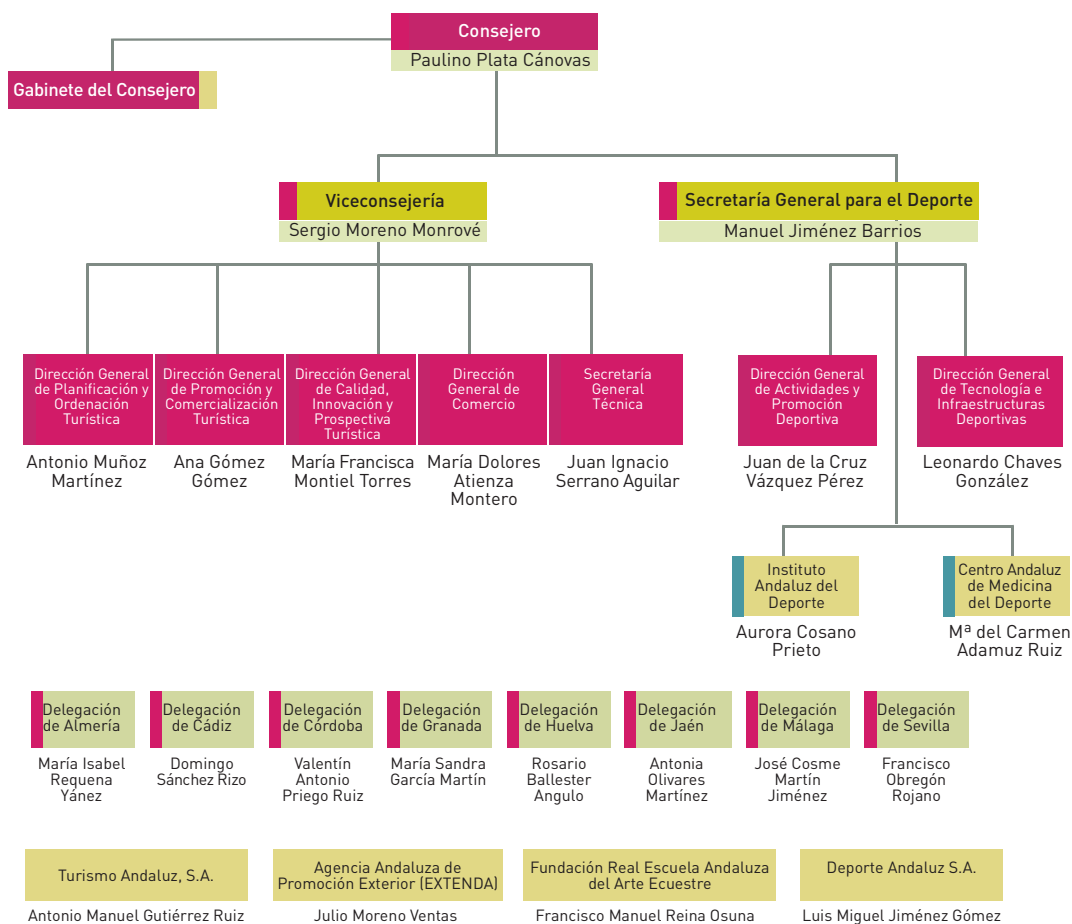 Consejero
Paulino Plata Cánovas
Gabinete del Consejero
Viceconsejería
Sergio Moreno Monrové
Secretaría General para el Deporte
Manuel Jiménez Barrios
Dirección General
de Planificación y
Ordenación
Turística
Antonio Muñoz
Martínez
Dirección General
de Promoción y
Comercialización
Turística
Ana Gómez
Gómez
Dirección General
de Calidad,
Innovación y
Prospectiva
Turística
María Francisca
Montiel Torres
Dirección
General de
Comercio
María Dolores
Atienza
Montero
Secretaría
General
Técnica
Juan Ignacio
Serrano Aguilar
Dirección General
de Actividades y
Promoción
Deportiva
Juan de la Cruz
Vázquez Pérez
Dirección General
de Tecnología e
Infraestructuras
Deportivas
Leonardo Chaves
González
Instituto
Andaluz del
Deporte
Aurora Cosano
Prieto
Centro Andaluz
de Medicina
del Deporte
Mª del Carmen
Adamuz Ruiz
Delegación
de Almería
María Isabel
Requena
Yánez
Delegación
de Cádiz
Domingo
Sánchez Rizo
Delegación
de Córdoba
Valentín
Antonio
Priego Ruiz
Delegación
de Granada
María Sandra
García Martín
Delegación
de Huelva
Rosario
Ballester
Angulo
Delegación
de Jaén
Antonia
Olivares
Martínez
Delegación
de Málaga
José Cosme
Martín
Jiménez
Delegación
de Sevilla
Francisco
Obregón
Rojano
Turismo Andaluz, S.A.
Antonio Manuel Gutiérrez Ruiz
Agencia Andaluza de
Promoción Exterior (EXTENDA)
Julio Moreno Ventas
Fundación Real Escuela Andaluza
del Arte Ecuestre
Francisco Manuel Reina Osuna
Deporte Andaluz S.A.
Luis Miguel Jiménez Gómez